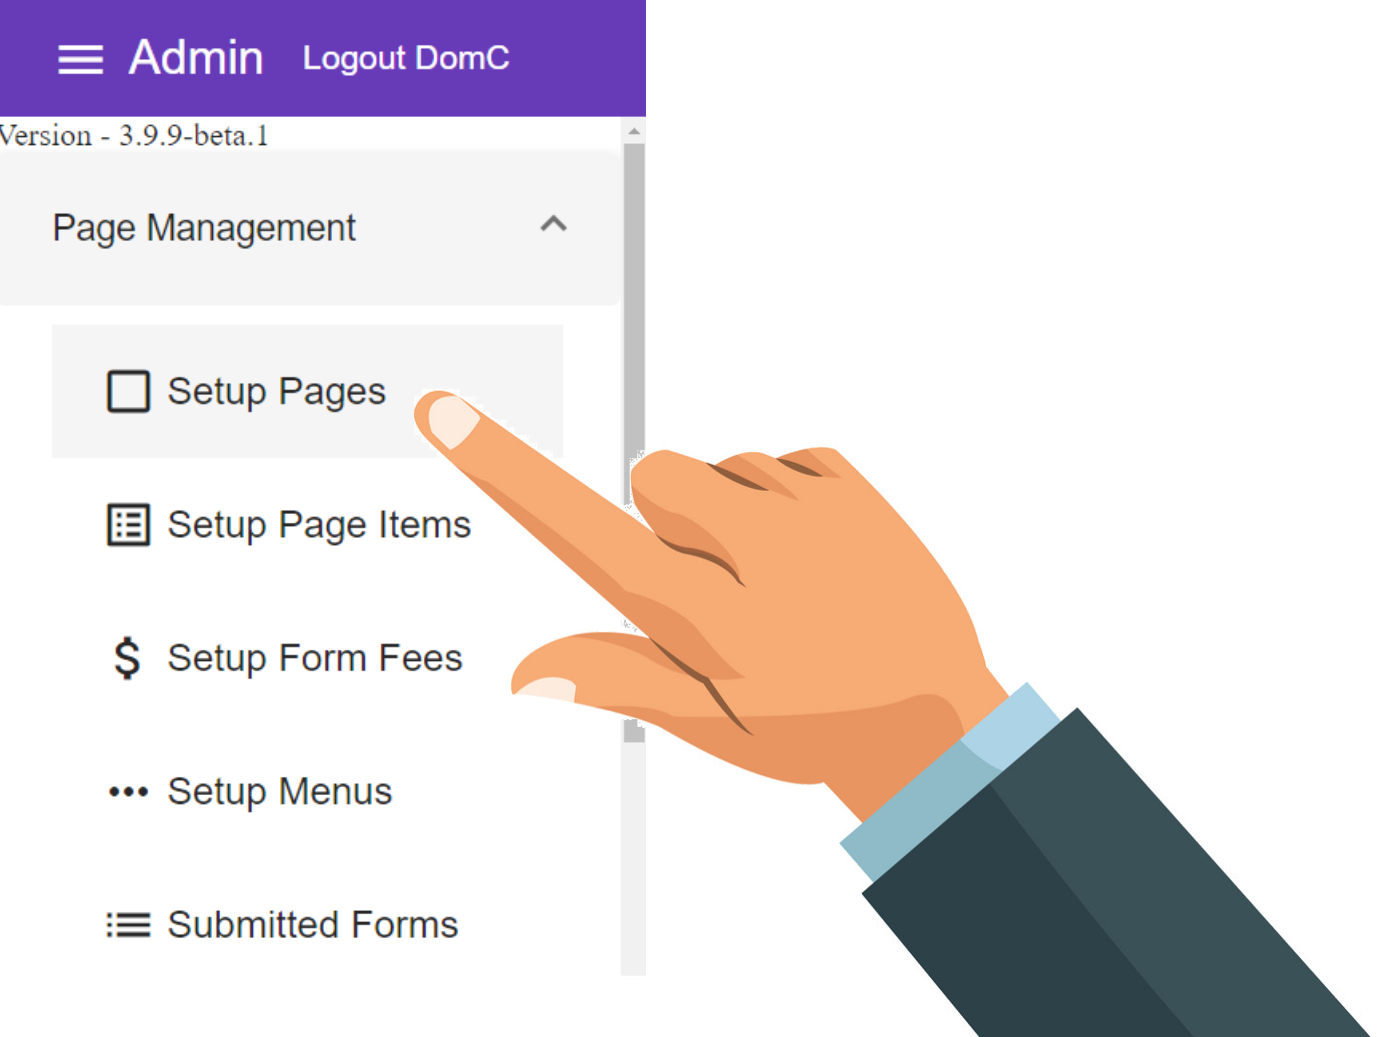 Admin Logout DomC
Version - 3.9.9-beta.1
Page Management
Setup Pages
Setup Page Items
Setup Form Fees
Setup Menus
Submitted Forms